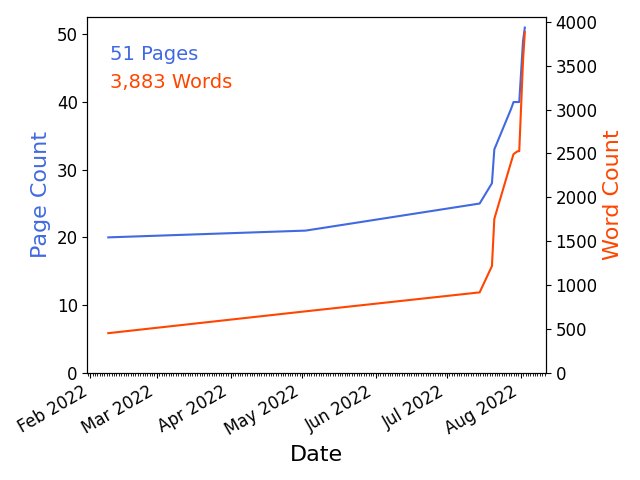 51 Pages
3,883 Words
Page Count
50
40
30
20
10
0
4000
3500
3000
2500
2000
1500
1000
500
0
Word Count
Feb 2022
Mar 2022
Apr 2022
May 2022
Jun 2022
Jul 2022
Aug 2022
Date